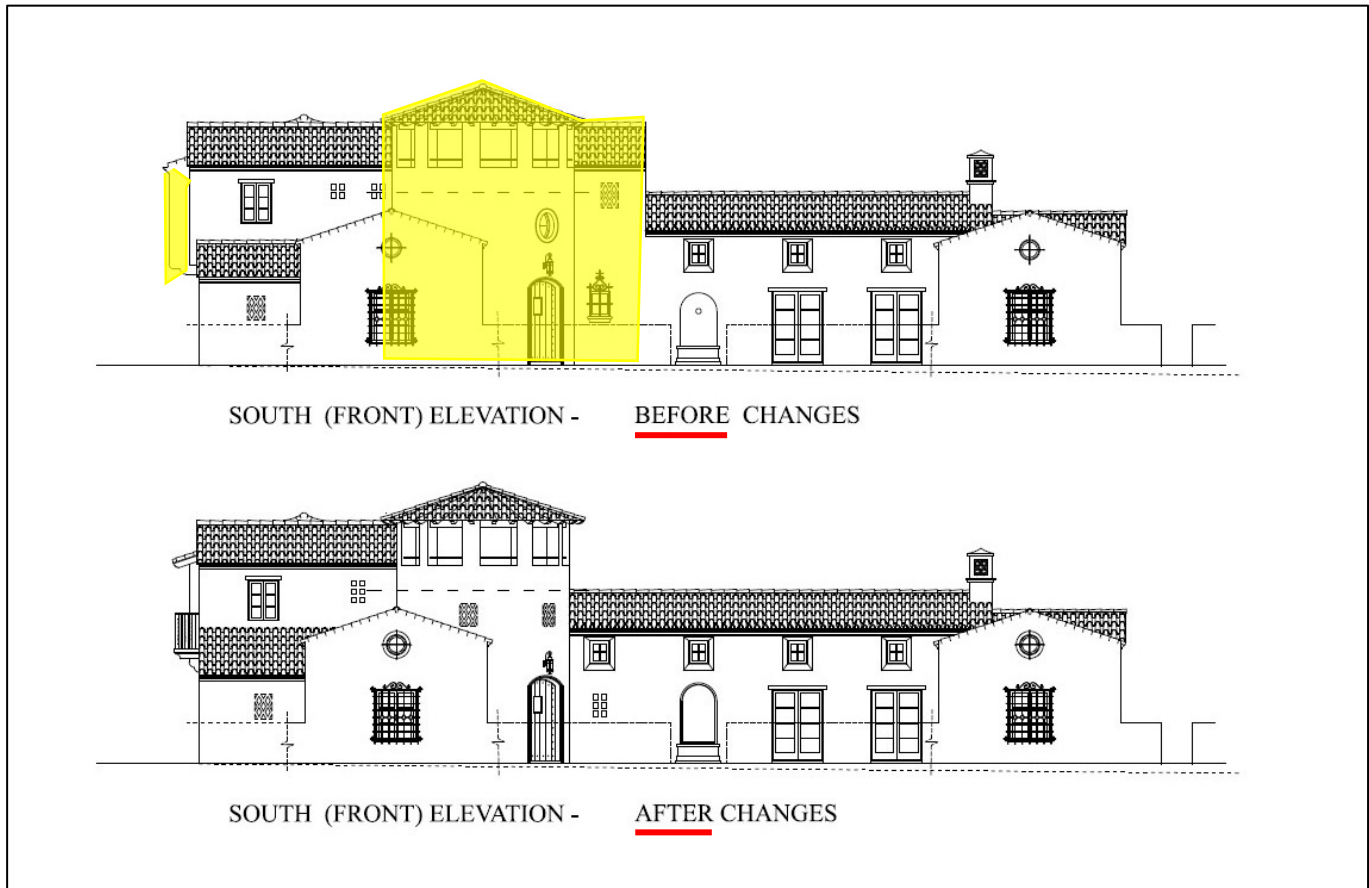 SOUTH (FRONT) ELEVATION - BEFORE CHANGES
SOUTH (FRONT) ELEVATION - AFTER CHANGES